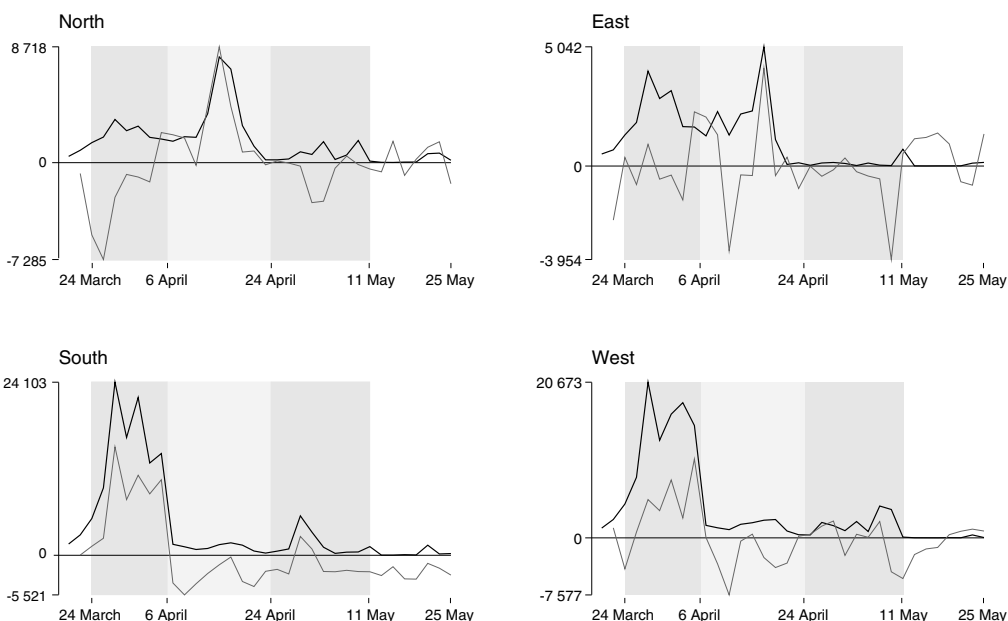 North
8 718
0
-7 285
24 March 6 April 24 April 11 May 25 May
East
5 042
0
-3 954
24 March 6 April 24 April 11 May 25 May
South
24 103
0
-5 521
24 March 6 April 24 April 11 May 25 May
West
20 673
0
-7 577
24 March 6 April 24 April 11 May 25 May